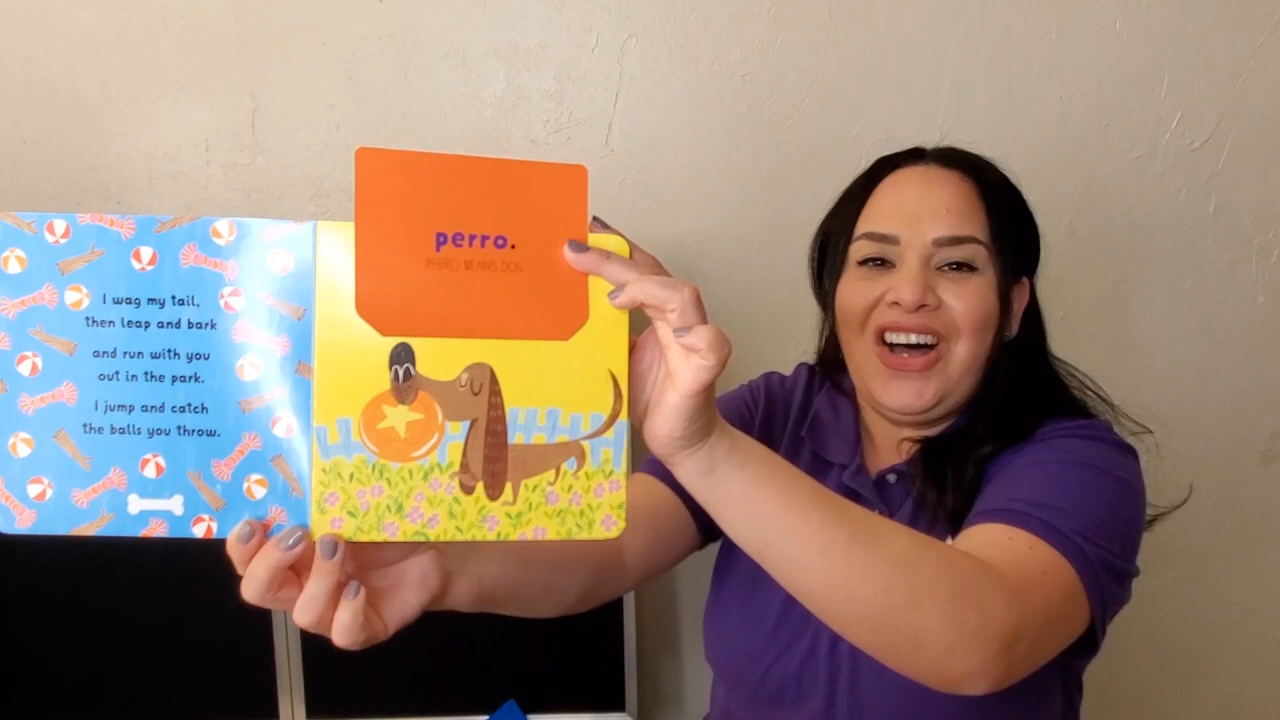 I wag my tail,
then leap and bark
and run with you
out in the park.
I jump and catch
the balls you throw.
perro.
PERRO MEANS DOG